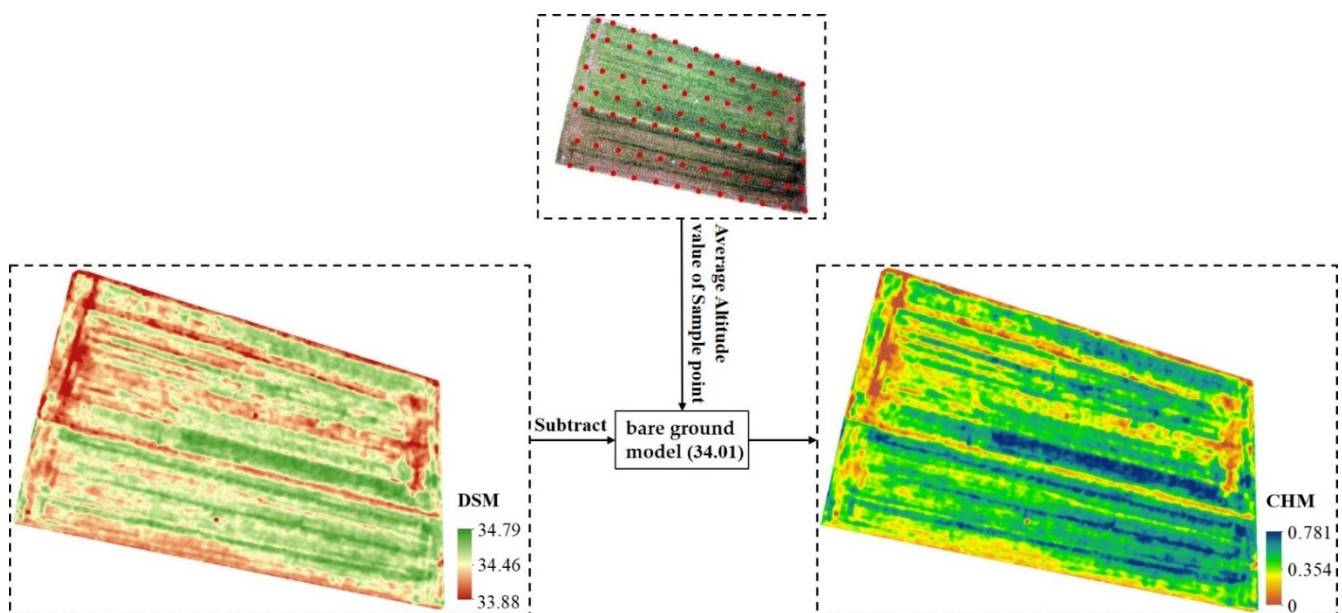 Average Altitude
value of Sample point
Subtract
bare ground
model (34.01)
DSM
34.79
34.46
33.88
CHM
0.781
0.354
0